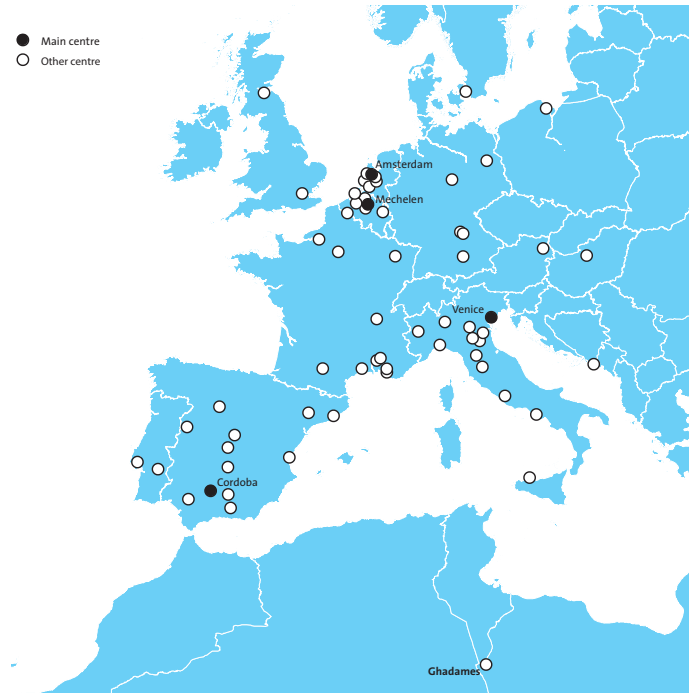 Main centre
Other centre
Amsterdam
Mechelen
Venice
Cordoba
Ghadames